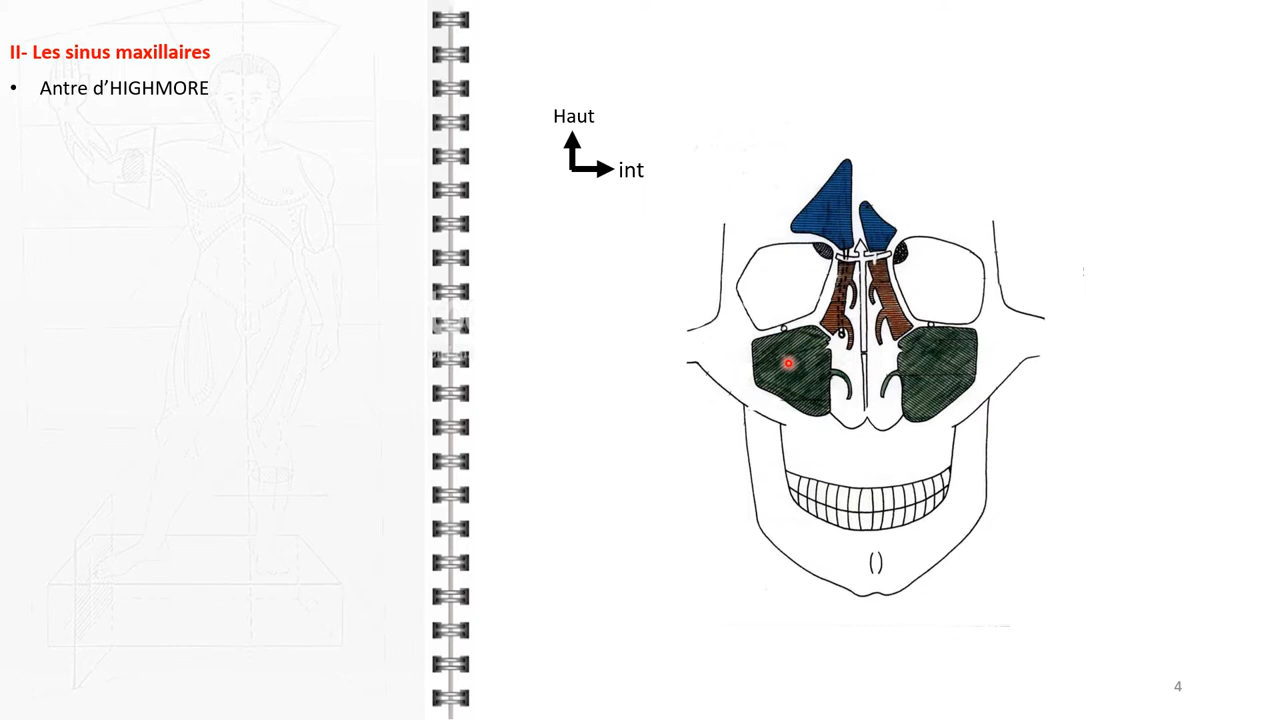 II- Les sinus maxillaires
• Antre d’HIGHMORE
Haut
int
4